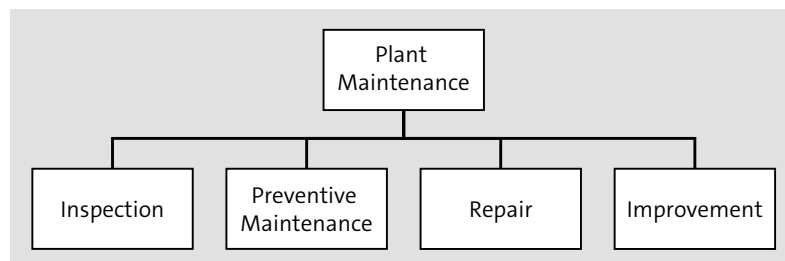 Plant
Maintenance
Inspection
Preventive
Maintenance
Repair
Improvement